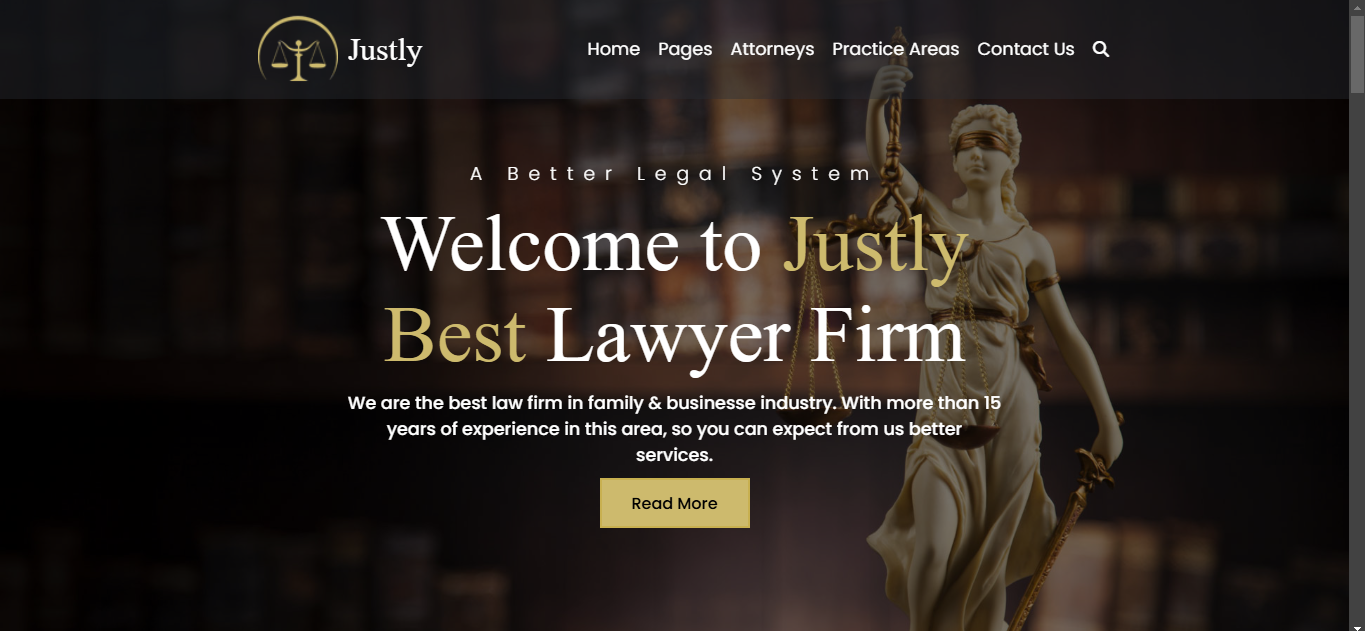 Justly
Home Pages Attorneys Practice Areas Contact Us
A Better Legal System
Welcome to Justly
Best Lawyer Firm
We are the best law firm in family & businesse industry. With more than 15
years of experience in this area, so you can expect from us better
services.
Read More